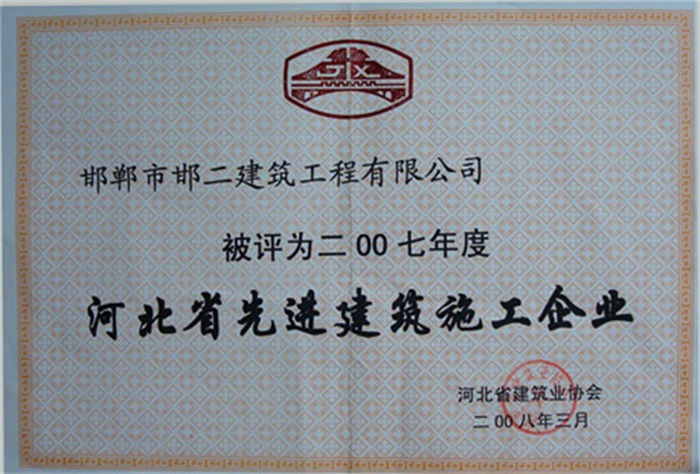 JX
邯郸市邯二建筑工程有限公司
被评为二00七年度
河北省先进建筑施工企业
河北省建筑业协会
二00八年三月